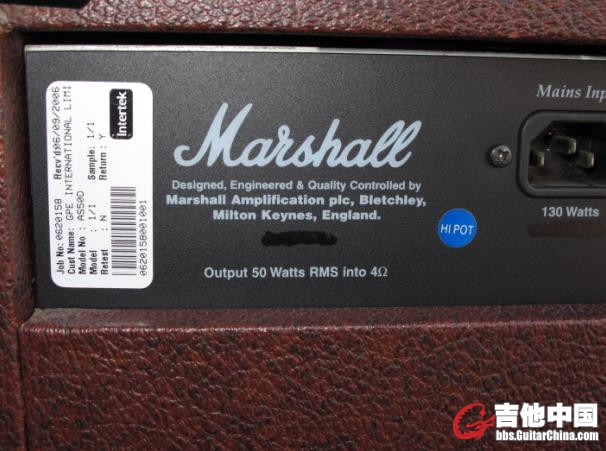 Job No: 0620158 Recv'd:06/09/2006
Cust Name: GPE INTERNATIONAL LIMI
Model No : AS50D
Model : 1/1 Sample: 1/1
Retest : N Return : Y
0620158001001
intertek
Marshall
Designed, Engineered & Quality Controlled by
Marshall Amplification plc, Bletchley,
Milton Keynes, England.
Output 50 Watts RMS into 4Ω
HI POT
Mains Inp
130 Watts
吉他中国
bbs.GuitarChina.com